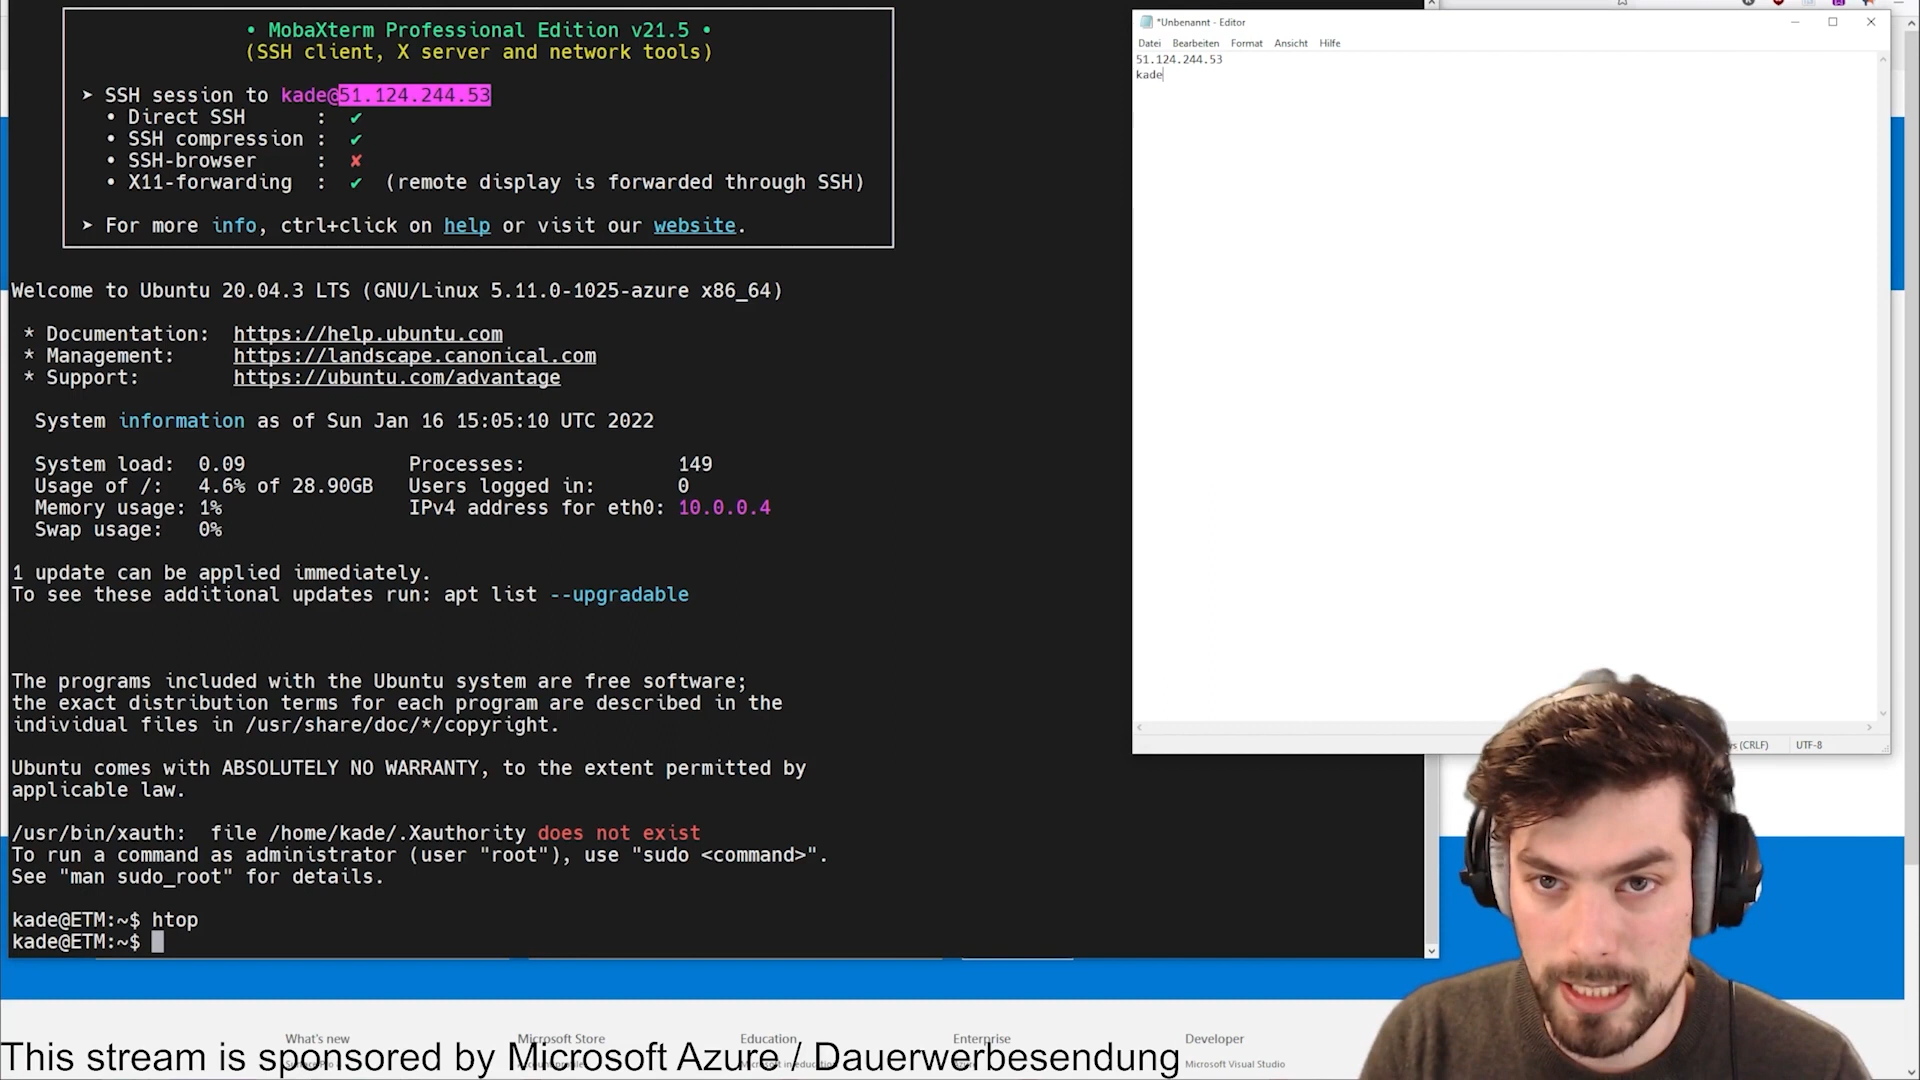 • MobaXterm Professional Edition v21.5 •
(SSH client, X server and network tools)
➤ SSH session to kade@51.124.244.53
• Direct SSH : ✔
• SSH compression : ✔
• SSH-browser : ✘
• X11-forwarding : ✔ (remote display is forwarded through SSH)
➤ For more info, ctrl+click on help or visit our website.
Welcome to Ubuntu 20.04.3 LTS (GNU/Linux 5.11.0-1025-azure x86_64)
* Documentation: https://help.ubuntu.com
* Management: https://landscape.canonical.com
* Support: https://ubuntu.com/advantage
System information as of Sun Jan 16 15:05:10 UTC 2022
System load: 0.09 Processes: 149
Usage of /: 4.6% of 28.90GB Users logged in: 0
Memory usage: 1% IPv4 address for eth0: 10.0.0.4
Swap usage: 0%
1 update can be applied immediately.
To see these additional updates run: apt list --upgradable
The programs included with the Ubuntu system are free software;
the exact distribution terms for each program are described in the
individual files in /usr/share/doc/*/copyright.
Ubuntu comes with ABSOLUTELY NO WARRANTY, to the extent permitted by
applicable law.
/usr/bin/xauth: file /home/kade/.Xauthority does not exist
To run a command as administrator (user "root"), use "sudo <command>".
See "man sudo_root" for details.
kade@ETM:~$ htop
kade@ETM:~$
*Unbenannt - Editor
Datei Bearbeiten Format Ansicht Hilfe
51.124.244.53
kade
(CRLF) UTF-8
What's new Microsoft Store Education Enterprise Developer
This stream is sponsored by Microsoft Azure / Dauerwerbesendung
Microsoft Visual Studio